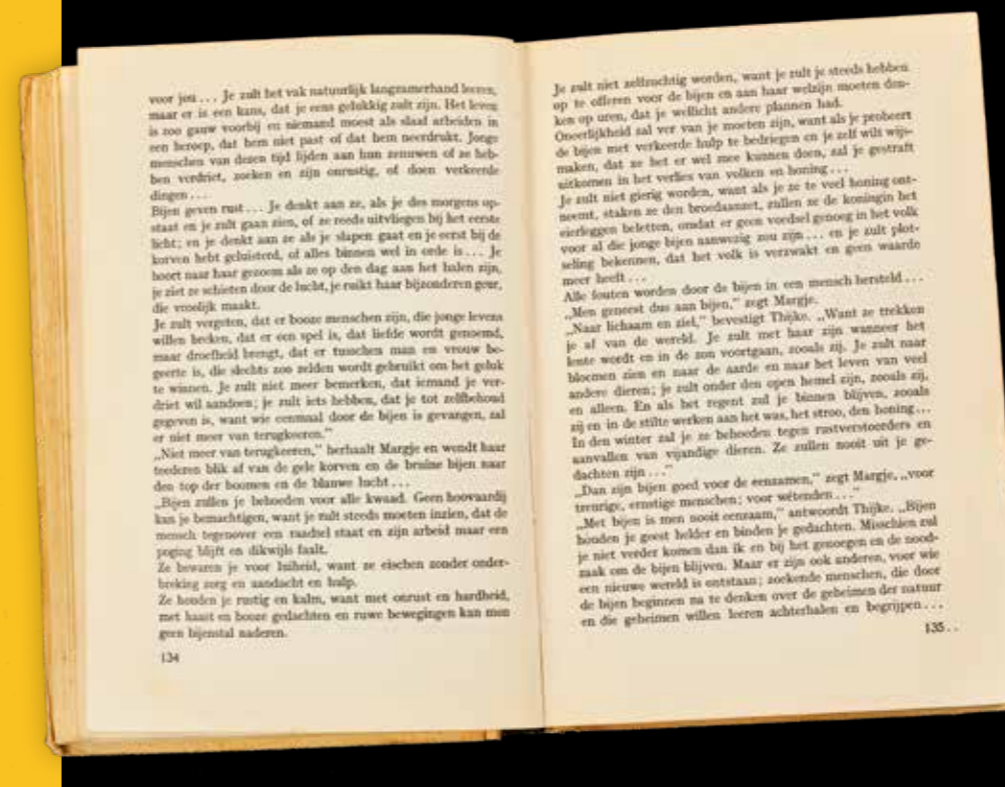 voor jou... Je zult het vak natuurlijk langzamerhand leeren,
maar er is een kans, dat je eens gelukkig zult zijn. Het leven
is zoo gauw voorbij en niemand moest als slaaf arbeiden in
een beroep, dat hem niet past of dat hem neerdrukt. Jonge
menschen van dezen tijd lijden aan hun zenuwen of ze heb-
ben verdriet, zoeken en zijn onrustig, of doen verkeerde
dingen...
Bijen geven rust... Je denkt aan ze, als je des morgens op-
staat en je zult gaan zien, of ze reeds uitvliegen bij het eerste
licht; en je denkt aan ze als je slapen gaat en je eerst bij de
korven hebt geluisterd, of alles binnen wel in orde is... Je
hoort naar haar gezoem als ze op den dag aan het halen zijn,
je ziet ze schieten door de lucht, je ruikt haar bijzonderen geur,
die vroolijk maakt.
Je zult vergeten, dat er booze menschen zijn, die jonge levens
willen breken, dat er een spel is, dat liefde wordt genoemd,
maar droefheid brengt, dat er tusschen man en vrouw be-
geerte is, die slechts zoo zelden wordt gebruikt om het geluk
te winnen. Je zult niet meer bemerken, dat iemand je ver-
driet wil aandoen; je zult iets hebben, dat je tot zelfbehoud
gegeven is, want wie eenmaal door de bijen is gevangen, zal
er niet meer van terugkeeren.”
„Niet meer van terugkeeren,” herhaalt Margje en wendt haar
teederen blik af van de gele korven en de bruine bijen naar
den top der boomen en de blauwe lucht...
„Bijen zullen je behoeden voor alle kwaad. Geen hoovaardij
kan je bemachtigen, want je zult steeds moeten inzien, dat de
mensch tegenover een raadsel staat en zijn arbeid maar een
poging blijft en dikwijls faalt.
Ze bewaren je voor luiheid, want ze eischen zonder onder-
breking zorg en aandacht en hulp.
Ze houden je rustig en kalm, want met onrust en hardheid,
met haast en booze gedachten en ruwe bewegingen kan men
geen bijenstal naderen.
134
Je zult niet zelfzuchtig worden, want je zult je steeds hebben
op te offeren voor de bijen en aan haar welzijn moeten den-
ken op uren, dat je wellicht andere plannen had.
Oneerlijkheid zal ver van je moeten zijn, want als je probeert
de bijen met verkeerde hulp te bedriegen en je zelf wilt wijs-
maken, dat ze het er wel mee kunnen doen, zal je gestraft
uitkomen in het verlies van volken en honing...
Je zult niet gierig worden, want als je ze te veel honing ont-
neemt, staken ze den broedaanzet, zullen ze de koningin het
eierleggen beletten, omdat er geen voedsel genoeg in het volk
voor al die jonge bijen aanwezig zou zijn... en je zult plot-
seling bekennen, dat het volk is verzwakt en geen waarde
meer heeft...
Alle fouten worden door de bijen in een mensch hersteld...
„Men geneest dus aan bijen,” zegt Margje.
„Naar lichaam en ziel,” bevestigt Thijke. „Want ze trekken
je af van de wereld. Je zult met haar zijn wanneer het
lente wordt en in de zon voortgaan, zooals zij. Je zult naar
bloemen zien en naar de aarde en naar het leven van veel
andere dieren; je zult onder den open hemel zijn, zooals zij,
en alleen. En als het regent zul je binnen blijven, zooals
zij en in de stilte werken aan het was, het stroo, den honing...
In den winter zal je ze behoeden tegen rustverstoorders en
aanvallen van vijandige dieren. Ze zullen nooit uit je ge-
dachten zijn...”
„Dan zijn bijen goed voor de eenzamen,” zegt Margje, „voor
treurige, ernstige menschen; voor wétenden...”
„Met bijen is men nooit eenzaam,” antwoordt Thijke. „Bijen
houden je geest helder en binden je gedachten. Misschien zul
je niet verder komen dan ik en bij het genoegen en de nood-
zaak om de bijen blijven. Maar er zijn ook anderen, voor wie
een nieuwe wereld is ontstaan; zoekende menschen, die door
de bijen beginnen na te denken over de geheimen der natuur
en die geheimen willen leeren achterhalen en begrijpen...
135